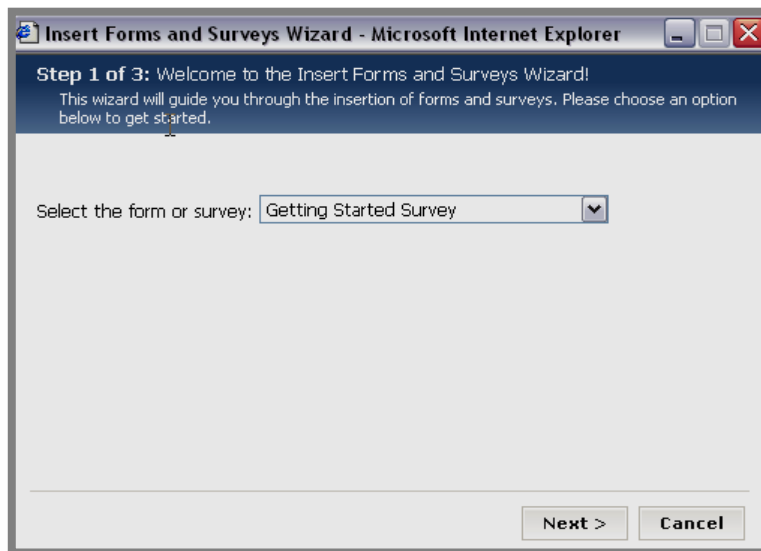 Insert Forms and Surveys Wizard - Microsoft Internet Explorer
Step 1 of 3: Welcome to the Insert Forms and Surveys Wizard!
This wizard will guide you through the insertion of forms and surveys. Please choose an option
below to get started.
Select the form or survey: Getting Started Survey
Next > Cancel